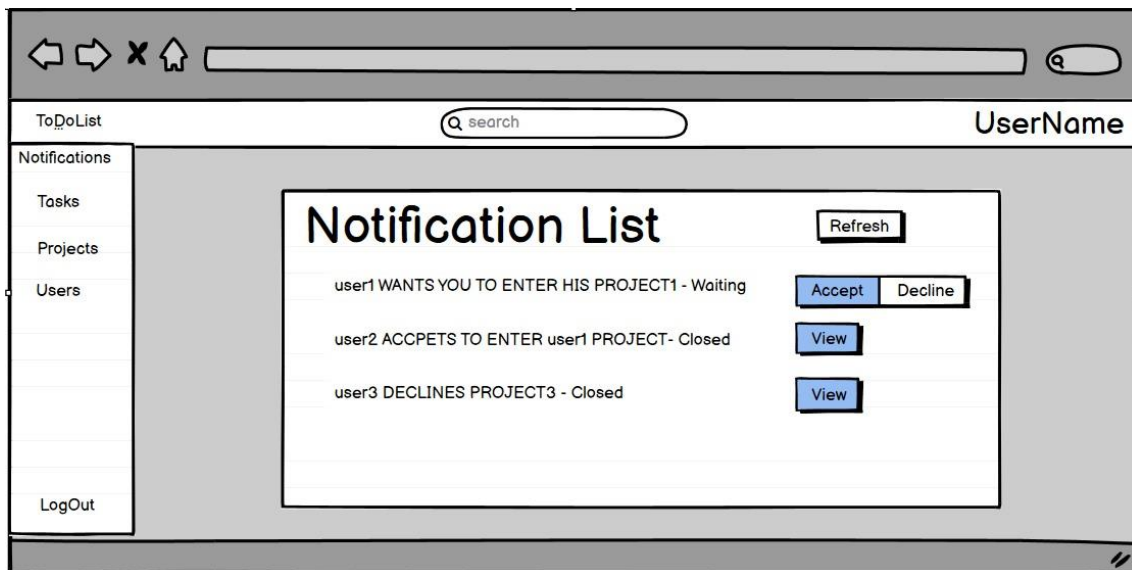 ToDoList
search
UserName
Notifications
Tasks
Projects
Users
LogOut
Notification List
Refresh
user1 WANTS YOU TO ENTER HIS PROJECT1 - Waiting
Accept
Decline
user2 ACCPETS TO ENTER user1 PROJECT- Closed
View
user3 DECLINES PROJECT3 - Closed
View